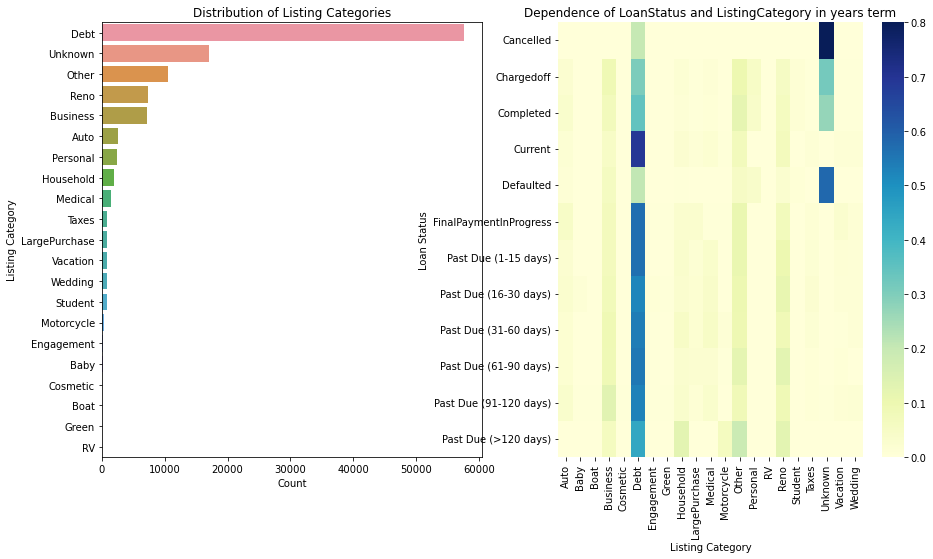 Distribution of Listing Categories
Listing Category
Debt
Unknown
Other
Reno
Business
Auto
Personal
Household
Medical
Taxes
LargePurchase
Vacation
Wedding
Student
Motorcycle
Engagement
Baby
Cosmetic
Boat
Green
RV
0 10000 20000 30000 40000 50000 60000
Count
Dependence of LoanStatus and ListingCategory in years term
Loan Status
Cancelled
Chargedoff
Completed
Current
Defaulted
FinalPaymentInProgress
Past Due (1-15 days)
Past Due (16-30 days)
Past Due (31-60 days)
Past Due (61-90 days)
Past Due (91-120 days)
Past Due (>120 days)
Auto
Baby
Boat
Business
Cosmetic
Debt
Engagement
Green
Household
LargePurchase
Medical
Motorcycle
Other
Personal
RV
Reno
Student
Taxes
Unknown
Vacation
Wedding
Listing Category
0.8
0.7
0.6
0.5
0.4
0.3
0.2
0.1
0.0